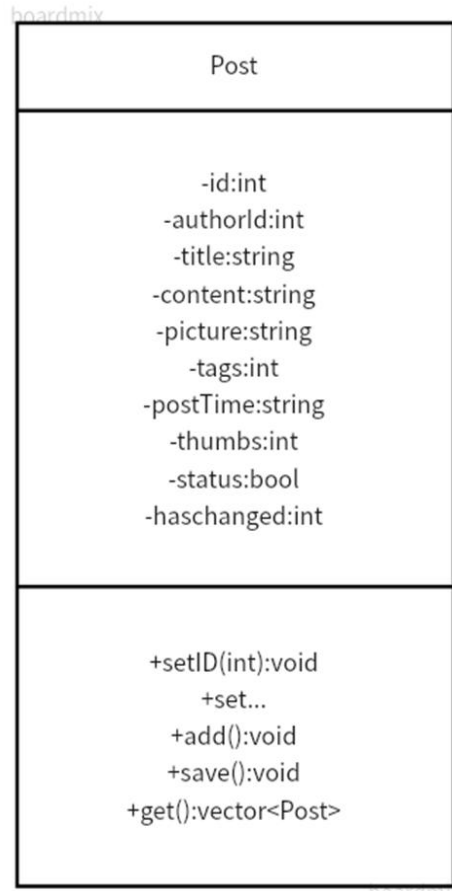 boardmix
Post
-id:int
-authorId:int
-title:string
-content:string
-picture:string
-tags:int
-postTime:string
-thumbs:int
-status:bool
-haschanged:int
+setID(int):void
+set...
+add():void
+save():void
+get():vector<Post>